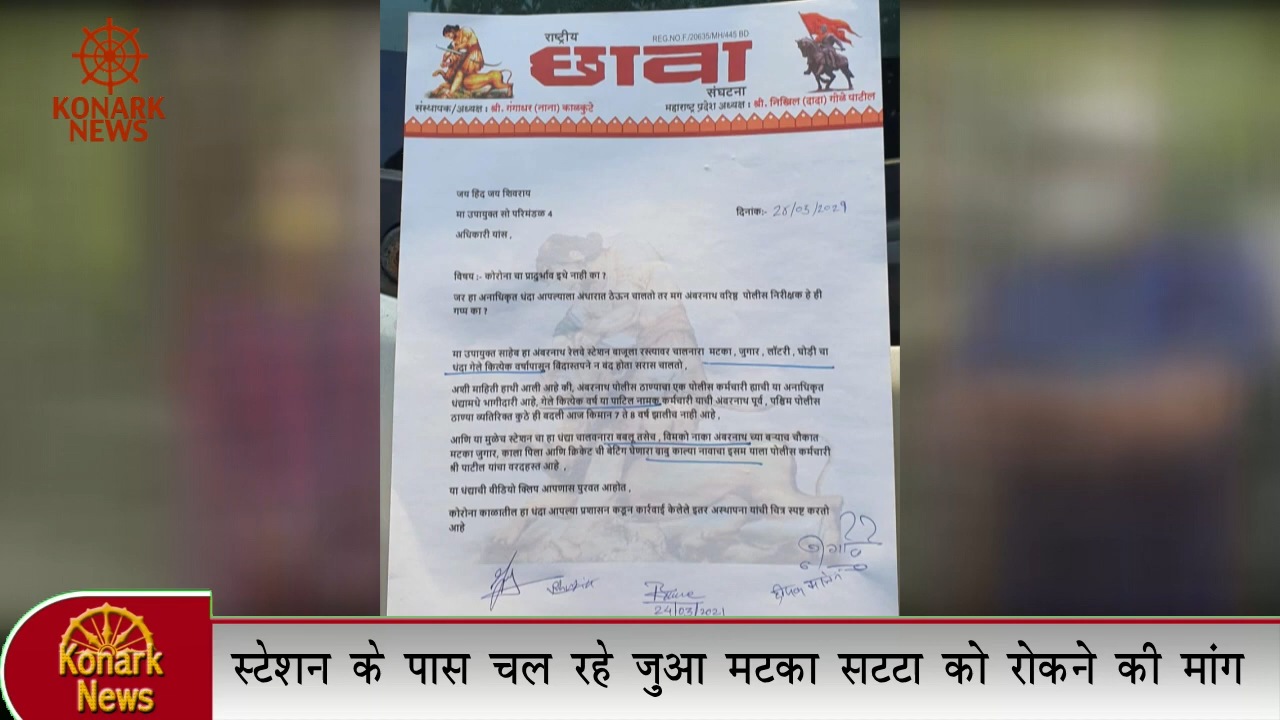 KONARK
NEWS
राष्ट्रीय
REG.NO.F./20635/MH/445 BD
छावा
संघटना
संस्थापक/अध्यक्ष : श्री. गंगाधर (नाना) काळकुटे
महाराष्ट्र प्रदेश अध्यक्ष : श्री. निखिल (दादा) गोळे पाटील
जय हिंद जय शिवराय
मा उपायुक्त सो परिमंडळ 4
दिनांक:- 24/03/2021
अधिकारी यांस ,
विषय :- कोरोना चा प्रादुर्भाव इथे नाही का ?
जर हा अनाधिकृत धंदा आपल्याला अंधारात ठेऊन चालतो तर मग अंबरनाथ वरिष्ठ पोलीस निरीक्षक हे ही
गप्प का ?
मा उपायुक्त साहेब हा अंबरनाथ रेलवे स्टेशन बाजूला रस्त्यावर चालनारा मटका , जुगार , लॉटरी , घोड़ी चा
धंदा गेले कित्येक वर्षापासून विदास्तपने न बंद होता सरास चालतो ,
अशी माहिती हाथी आली आहे की, अंबरनाथ पोलीस ठाण्याचा एक पोलीस कर्मचारी ह्याची या अनाधिकृत
धंद्यामधे भागीदारी आहे, गेले कित्येक वर्ष या पाटिल नामक कर्मचारी याची अंबरनाथ पूर्व , पश्चिम पोलीस
ठाण्या व्यतिरिक्त कुठे ही बदली आज किमान 7 ते 8 वर्ष झालीच नाही आहे ,
आणि या मुळेच स्टेशन चा हा धंद्या चालवनारा बबलू तसेच , विमको नाका अंबरनाथ च्या बऱ्याच चौकात
मटका जुगार, काला पिला आणि क्रिकेट ची बेटिंग घेणारा बाबु काल्या नावाचा इसम याला पोलीस कर्मचारी
श्री पाटील यांचा वरदहस्त आहे ,
या धंद्याची वीडियो क्लिप आपणास पुरवत आहोत ,
कोरोना काळातील हा धंदा आपल्या प्रशासन कडून कार्रवाई केलेले इतर अस्थापना यांची चित्र स्पष्ट करतो
आहे
24/03/2021
Konark
News
स्टेशन के पास चल रहे जुआ मटका सटटा को रोकने की मांग